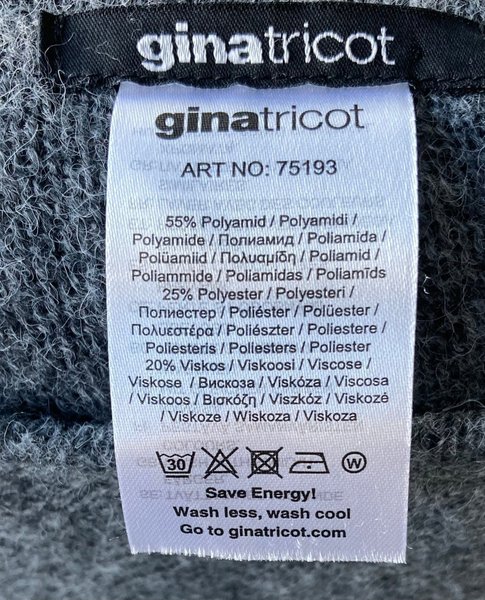 ginatricot
ginatricot
ART NO: 75193
55% Polyamid / Polyamidi /
Polyamide / Полиамид / Poliamida /
Polüamiid / Πολυαμίδη / Poliamid /
Poliammide / Poliamidas / Poliamīds
25% Polyester / Polyesteri /
Полиестер / Poliéster / Polüester /
Πολυεστέρα / Poliészter / Poliestere /
Poliesteris / Poliesters / Poliester
20% Viskos / Viskoosi / Viscose /
Viskose / Вискоза / Viskóza / Viscosa
/ Viskoos / Βισκόζη / Viszkóz / Viskozė
/ Viskoze / Wiskoza / Viskoza
30 W
Save Energy!
Wash less, wash cool
Go to ginatricot.com